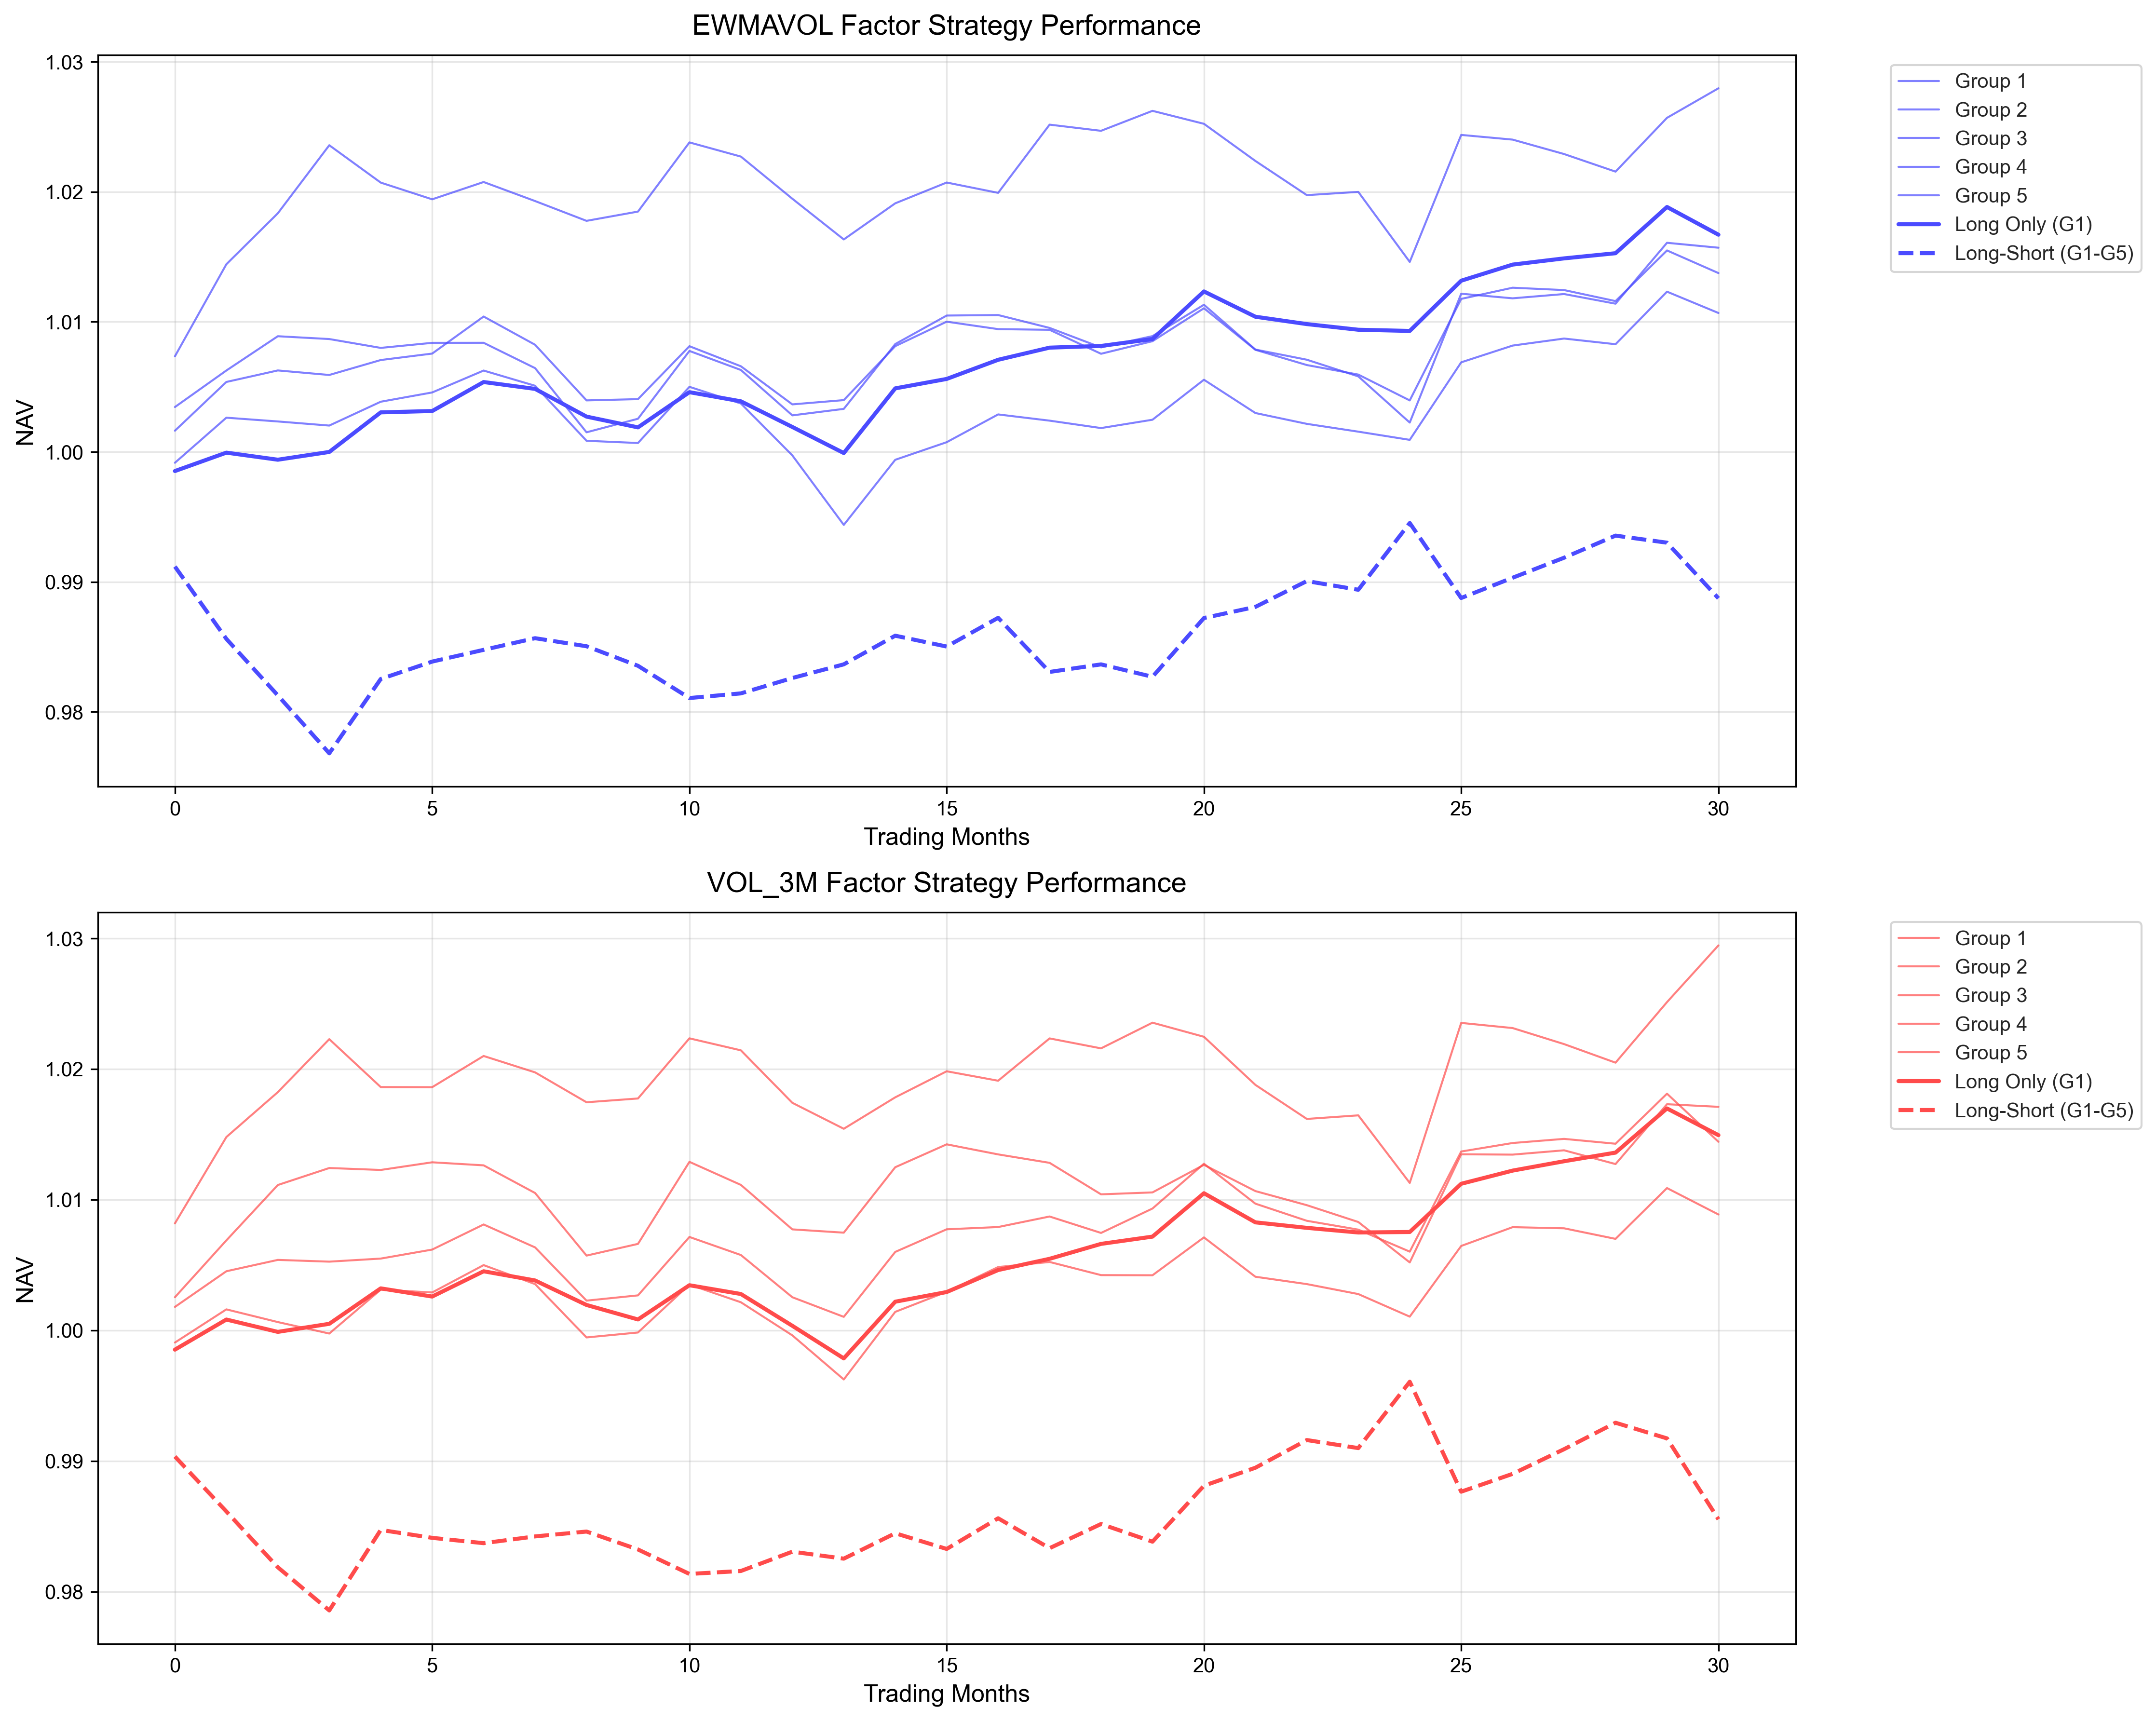 EWMAVOL Factor Strategy Performance
1.03
1.02
1.01
1.00
0.99
0.98
NAV
0 5 10 15 20 25 30
Trading Months
Group 1
Group 2
Group 3
Group 4
Group 5
Long Only (G1)
Long-Short (G1-G5)
VOL_3M Factor Strategy Performance
1.03
1.02
1.01
1.00
0.99
0.98
NAV
0 5 10 15 20 25 30
Trading Months
Group 1
Group 2
Group 3
Group 4
Group 5
Long Only (G1)
Long-Short (G1-G5)